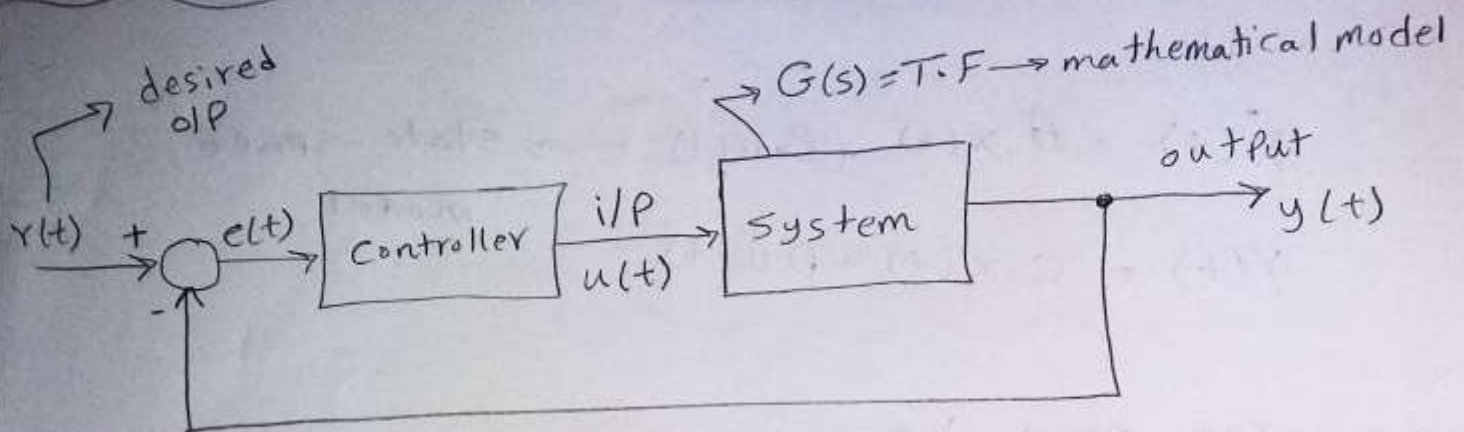 desired
o/P
G(s) = T.F → mathematical model
r(t)
+
-
e(t)
Controller
i/P
u(t)
System
output
y(t)